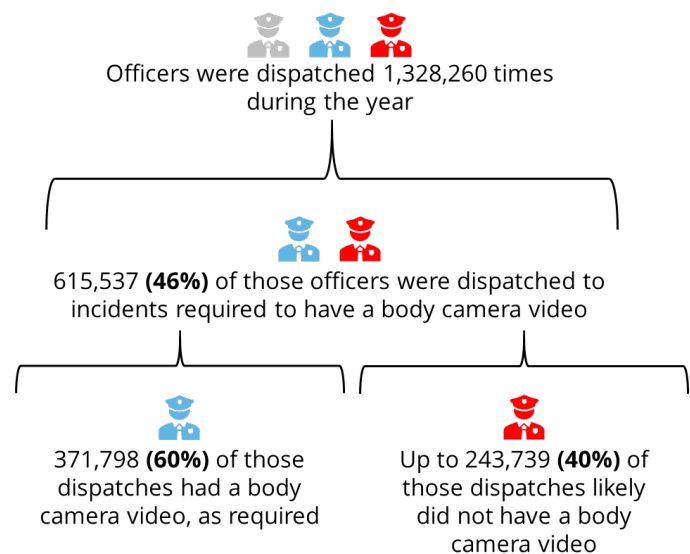 Officers were dispatched 1,328,260 times
during the year
615,537 (46%) of those officers were dispatched to
incidents required to have a body camera video
371,798 (60%) of those
dispatches had a body
camera video, as required
Up to 243,739 (40%) of
those dispatches likely
did not have a body
camera video